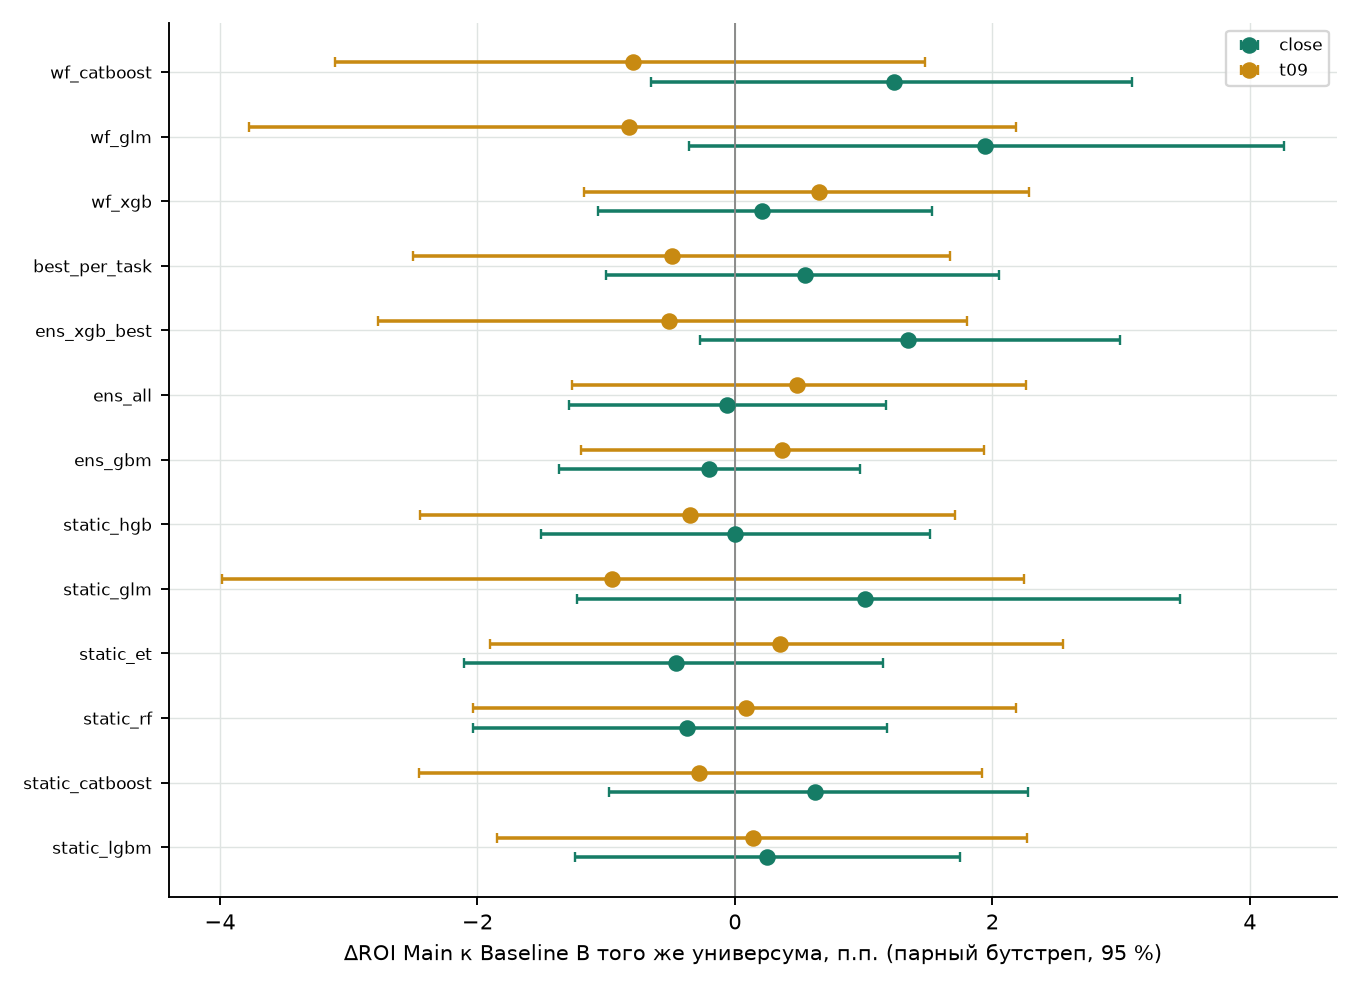 close
t09
wf_catboost
wf_glm
wf_xgb
best_per_task
ens_xgb_best
ens_all
ens_gbm
static_hgb
static_glm
static_et
static_rf
static_catboost
static_lgbm
−4 −2 0 2 4
ΔROI Main к Baseline B того же универсума, п.п. (парный бутстреп, 95 %)